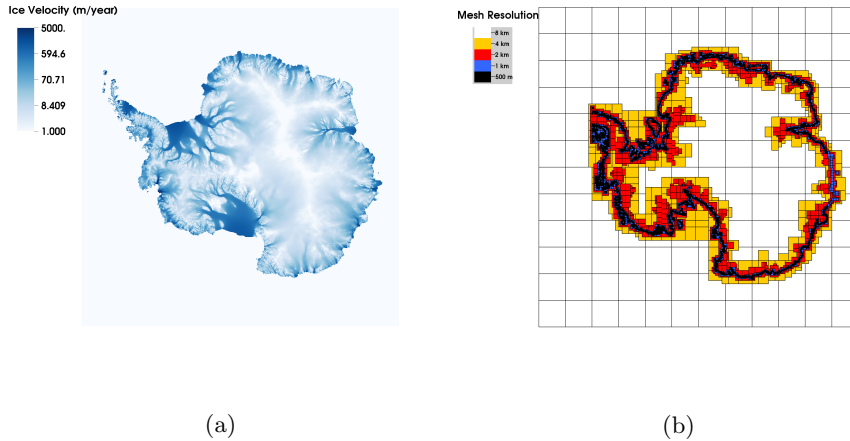 Ice Velocity (m/year)
5000.
594.6
70.71
8.409
1.000
(a)
Mesh Resolution
8 km
4 km
2 km
1 km
500 m
(b)